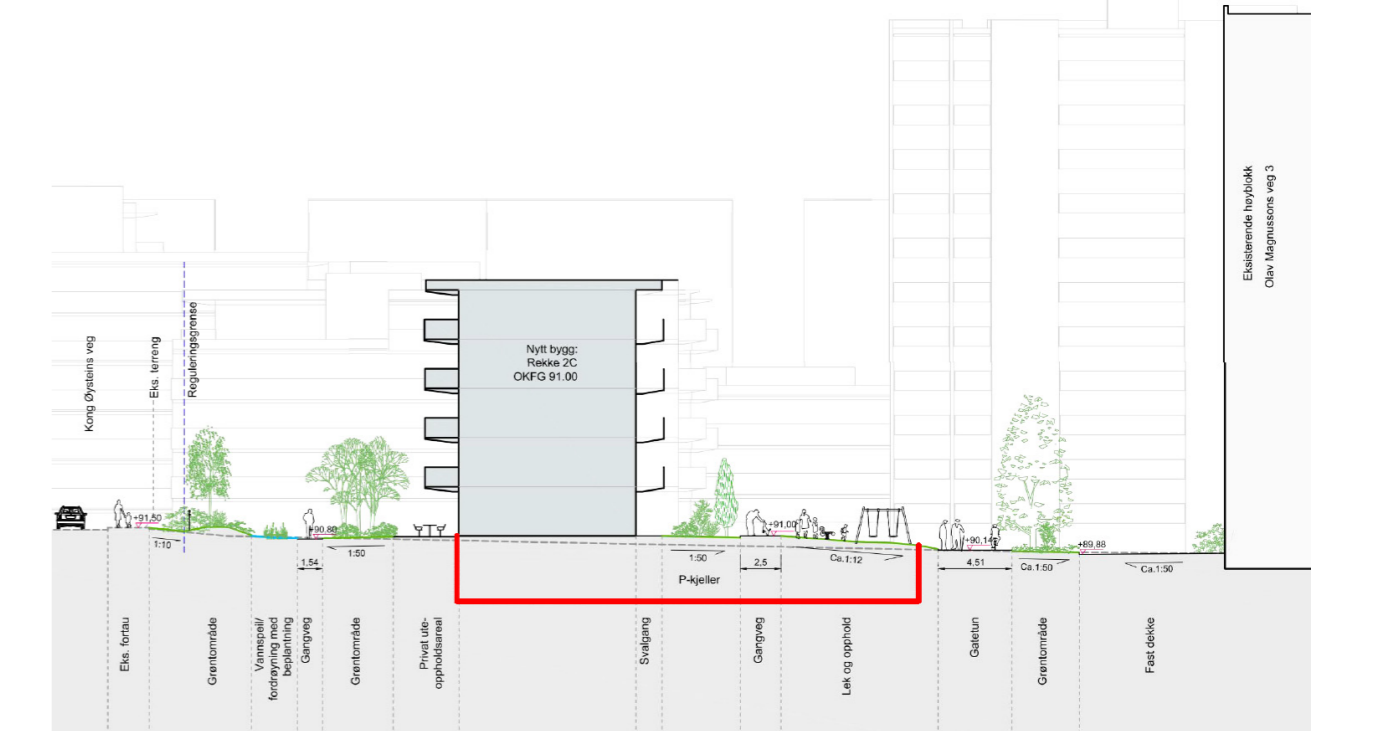 Kong Øysteins veg
Eks. terreng
Reguleringsgrense
Nytt bygg:
Rekke 2C
OKFG 91.00
Eksisterende høyblokk
Olav Magnussons veg 3
+91,50
+90.80
+91,00
+90,14
+89,88
1:10
1,54
1:50
1:50
2,5
Ca.1:12
4,51
Ca.1:50
Ca.1:50
P-kjeller
Eks. fortau
Grøntområde
Vannspeil/
fordrøyning med
beplantning
Gangveg
Grøntområde
Privat ute-
oppholdsareal
Svalgang
Gangveg
Lek og opphold
Gatetun
Grøntområde
Fast dekke